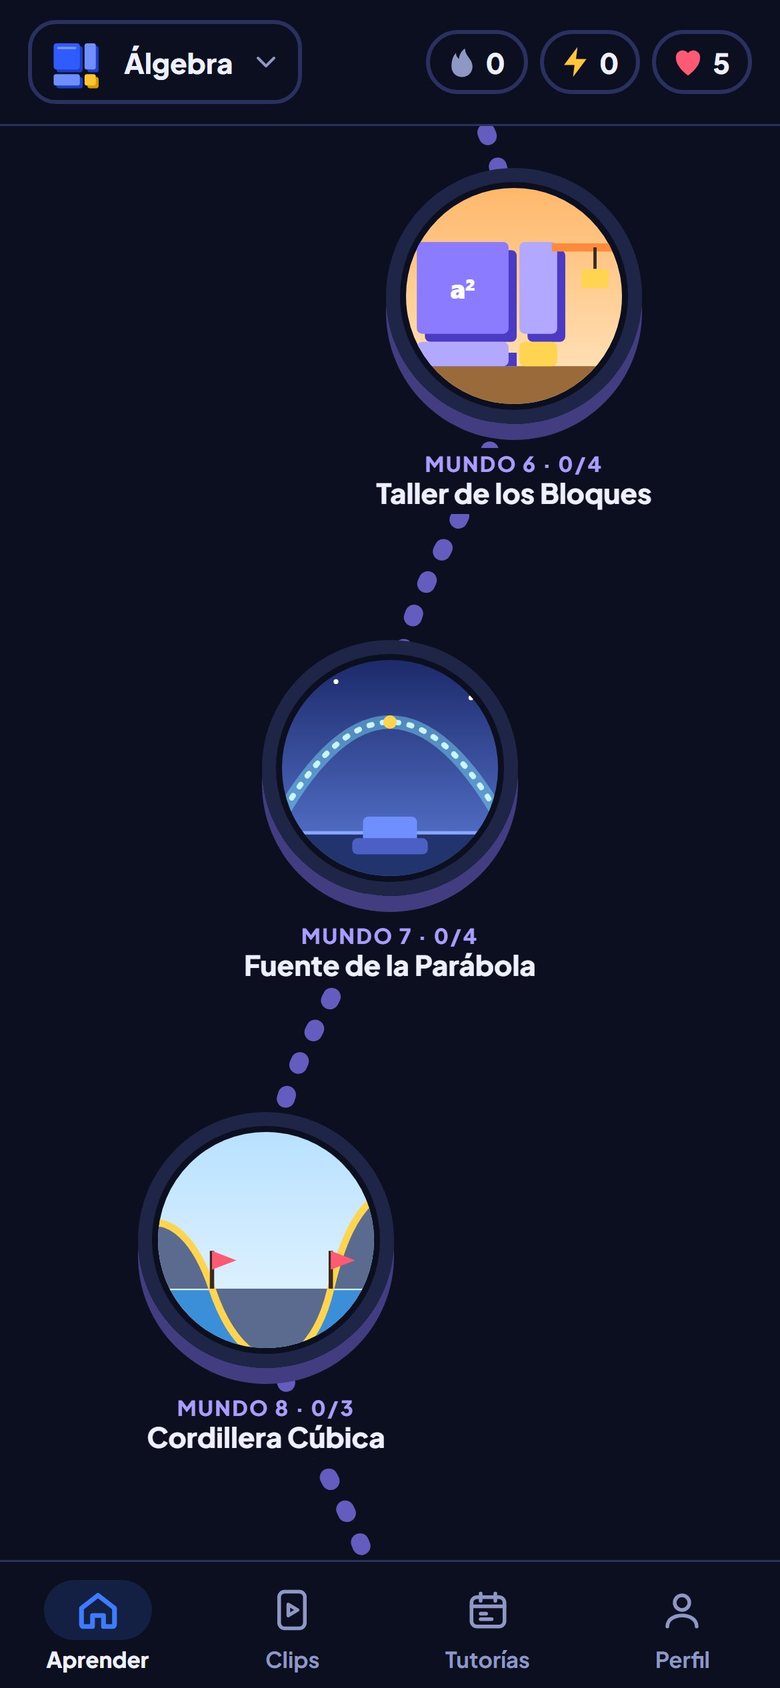 Álgebra
0
0
5
a²
MUNDO 6 · 0/4
Taller de los Bloques
MUNDO 7 · 0/4
Fuente de la Parábola
MUNDO 8 · 0/3
Cordillera Cúbica
Aprender
Clips
Tutorías
Perfil